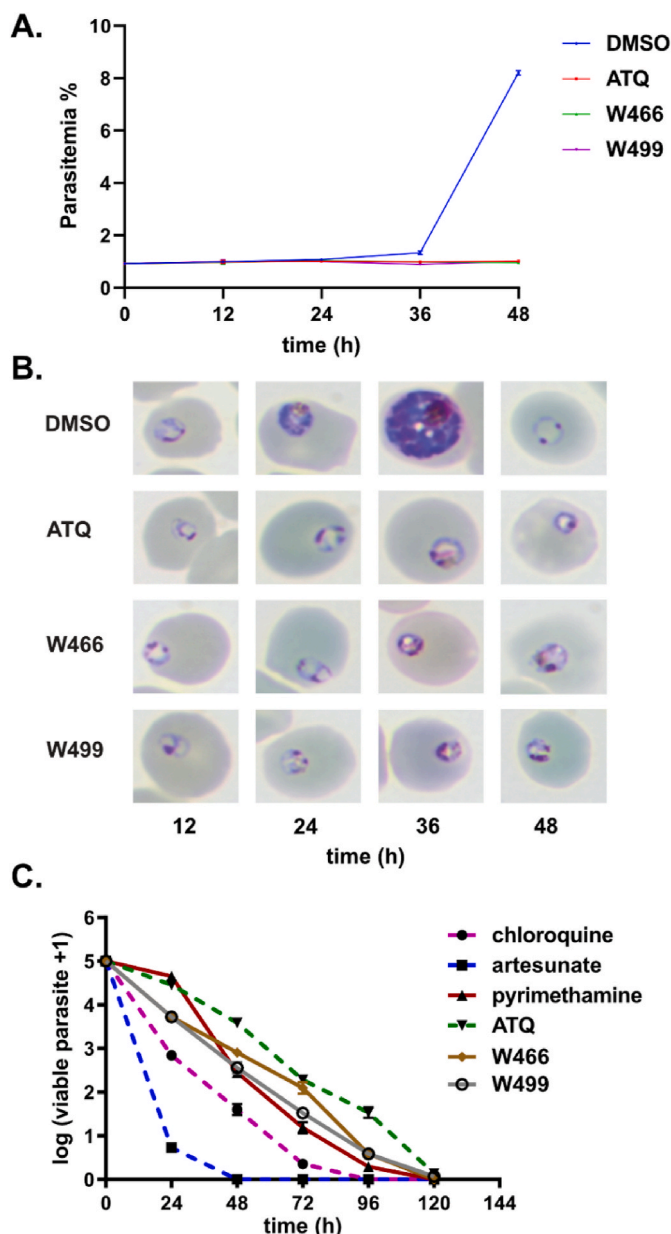 A.
Parasitemia %
10
8
6
4
2
0
0 12 24 36 48
time (h)
DMSO
ATQ
W466
W499
B.
DMSO
ATQ
W466
W499
12 24 36 48
time (h)
C.
log (viable parasite +1)
6
5
4
3
2
1
0
0 24 48 72 96 120 144
time (h)
chloroquine
artesunate
pyrimethamine
ATQ
W466
W499